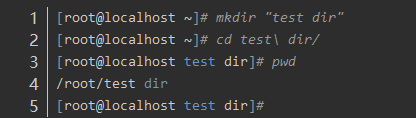 1 [root@localhost ~]# mkdir "test dir"
2 [root@localhost ~]# cd test\ dir/
3 [root@localhost test dir]# pwd
4 /root/test dir
5 [root@localhost test dir]#